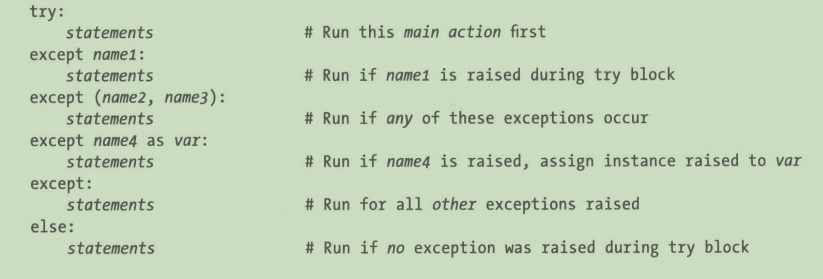 try:
    statements                    # Run this main action first
except name1:
    statements                    # Run if name1 is raised during try block
except (name2, name3):
    statements                    # Run if any of these exceptions occur
except name4 as var:
    statements                    # Run if name4 is raised, assign instance raised to var
except:
    statements                    # Run for all other exceptions raised
else:
    statements                    # Run if no exception was raised during try block